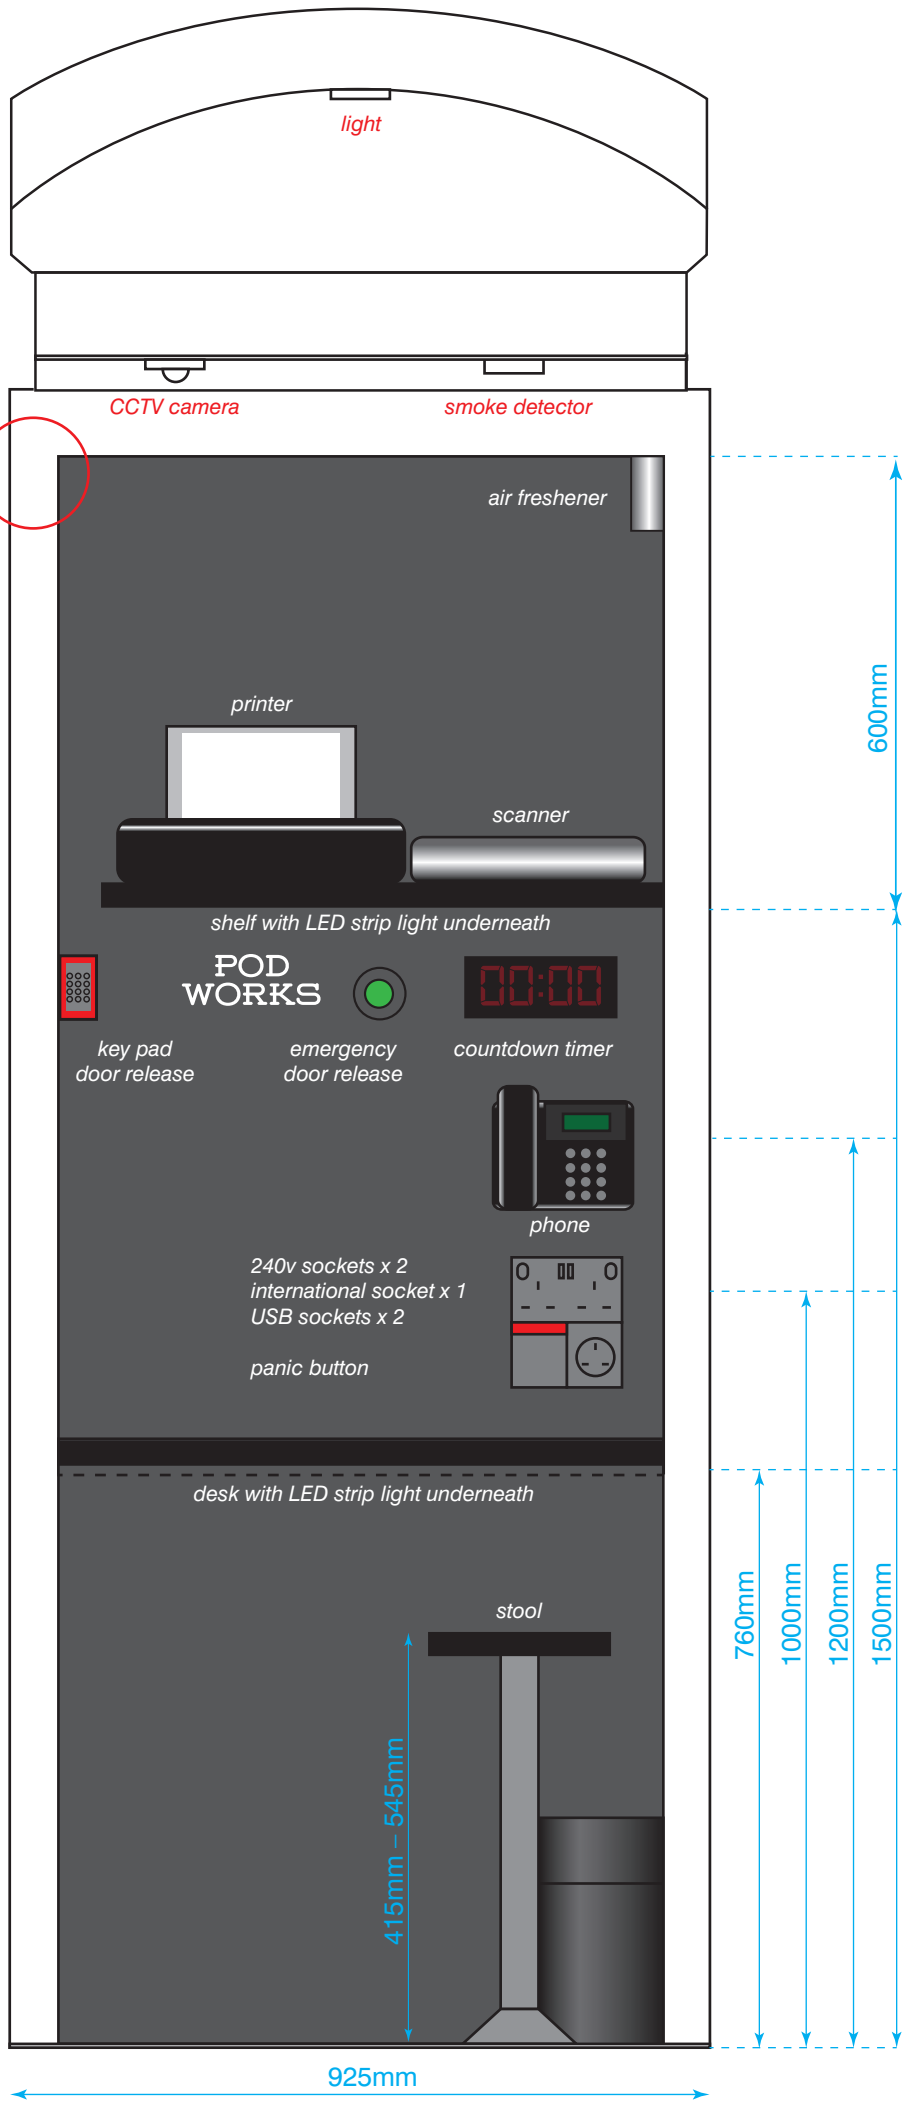 light
CCTV camera
smoke detector
air freshener
600mm
printer
scanner
shelf with LED strip light underneath
POD
WORKS
00:00
key pad
door release
emergency
door release
countdown timer
phone
240v sockets x 2
international socket x 1
USB sockets x 2
panic button
desk with LED strip light underneath
stool
760mm
1000mm
1200mm
1500mm
415mm – 545mm
925mm